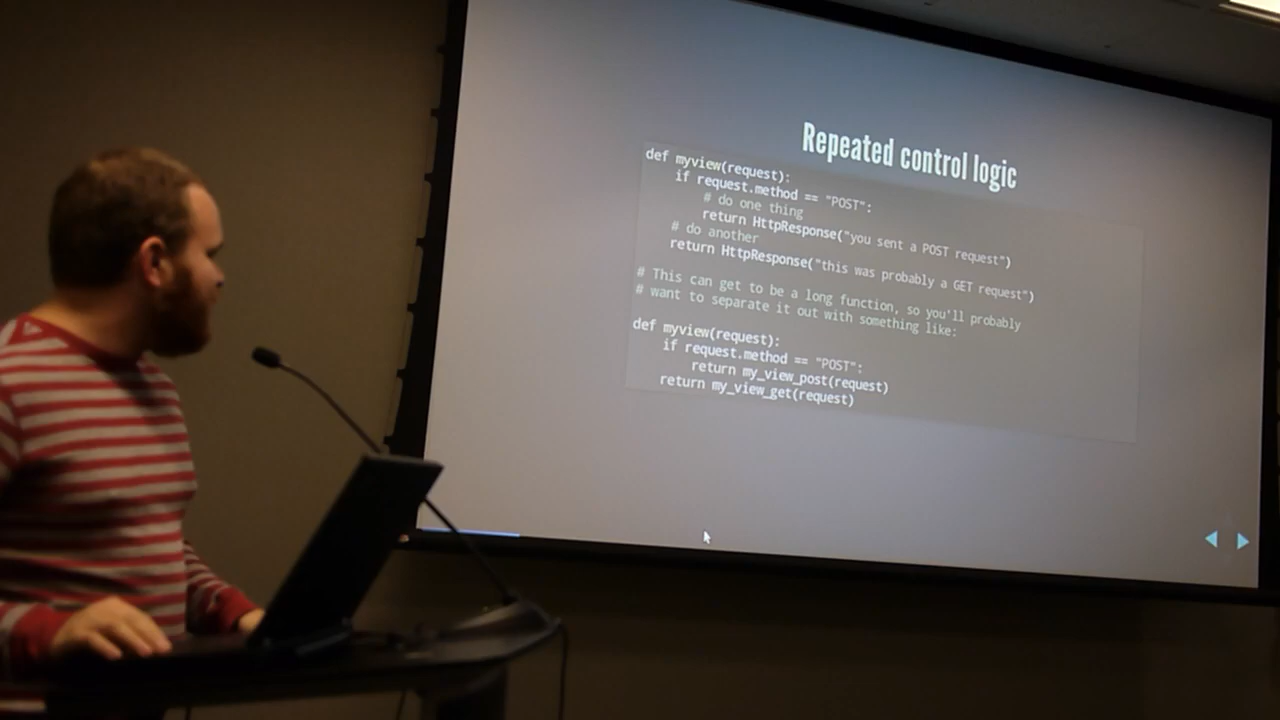 Repeated control logic
def myview(request):
    if request.method == "POST":
        # do one thing
        return HttpResponse("you sent a POST request")
    # do another
    return HttpResponse("this was probably a GET request")
# This can get to be a long function, so you'll probably
# want to separate it out with something like:
def myview(request):
    if request.method == "POST":
        return my_view_post(request)
    return my_view_get(request)